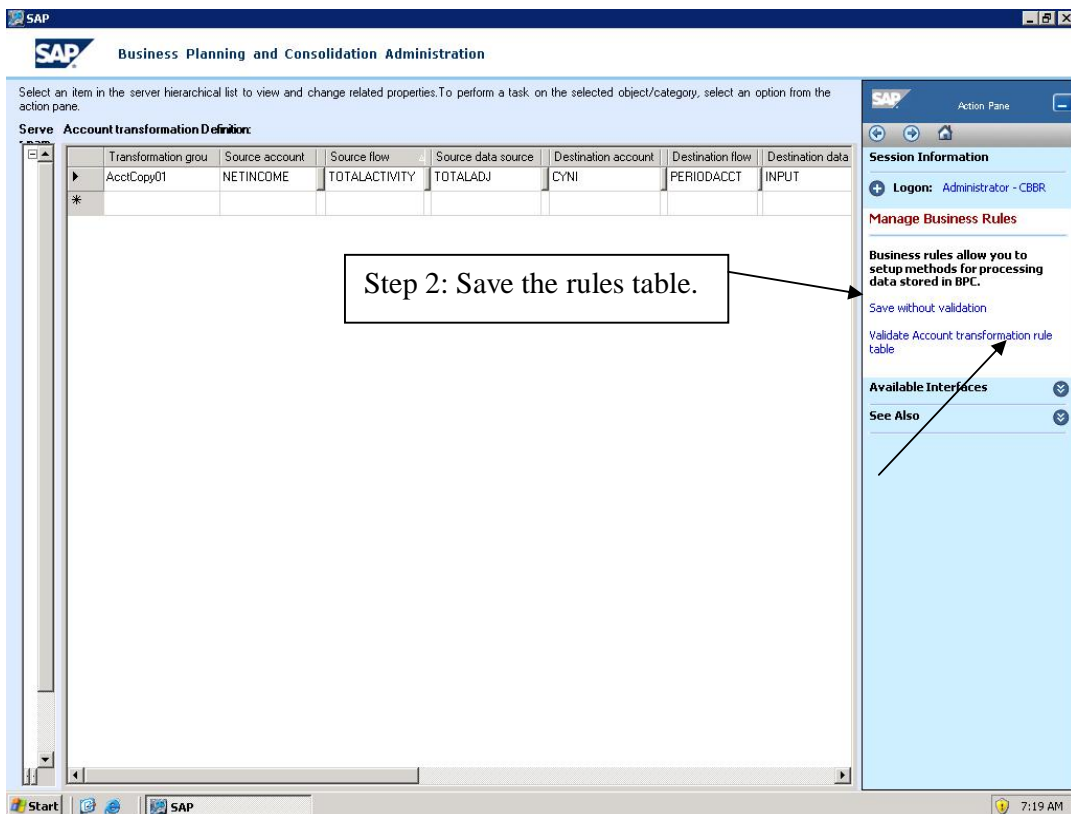 SAP
SAP Business Planning and Consolidation Administration
Select an item in the server hierarchical list to view and change related properties.To perform a task on the selected object/category, select an option from the
action pane.
Serve Account transformation Definition:
Transformation grou Source account Source flow Source data source Destination account Destination flow Destination data
AcctCopy01 NETINCOME TOTALACTIVITY TOTALADJ CYNI PERIODACCT INPUT
Step 2: Save the rules table.
SAP Action Pane
Session Information
Logon: Administrator - CBBR
Manage Business Rules
Business rules allow you to
setup methods for processing
data stored in BPC.
Save without validation
Validate Account transformation rule
table
Available Interfaces
See Also
Start SAP 7:19 AM